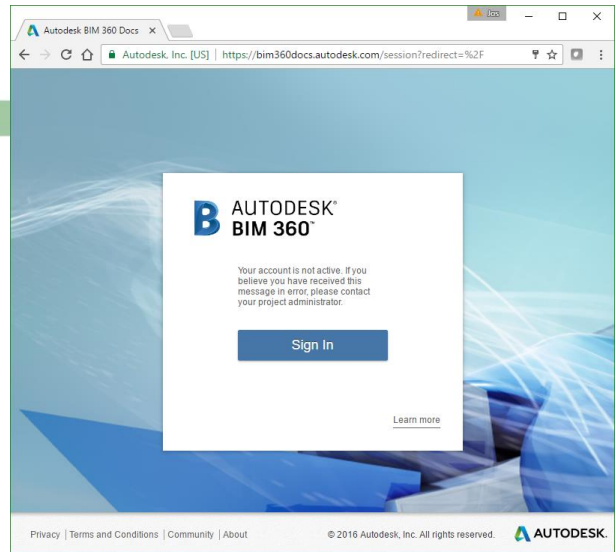 Jos
Autodesk BIM 360 Docs
Autodesk, Inc. [US] | https://bim360docs.autodesk.com/session?redirect=%2F
B AUTODESK®
BIM 360™
Your account is not active. If you
believe you have received this
message in error, please contact
your project administrator.
Sign In
Learn more
Privacy | Terms and Conditions | Community | About © 2016 Autodesk, Inc. All rights reserved. AUTODESK.